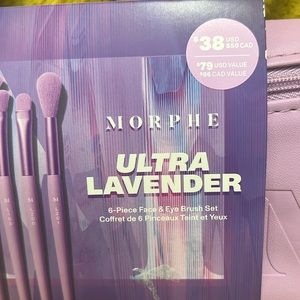 $38 USD
$50 CAD
$79 USD VALUE
CAD VALUE
MORPHE
ULTRA
LAVENDER
6-Piece Face & Eye Brush Set
Coffret de 6 Pinceaux Teint et Yeux
M
M
M